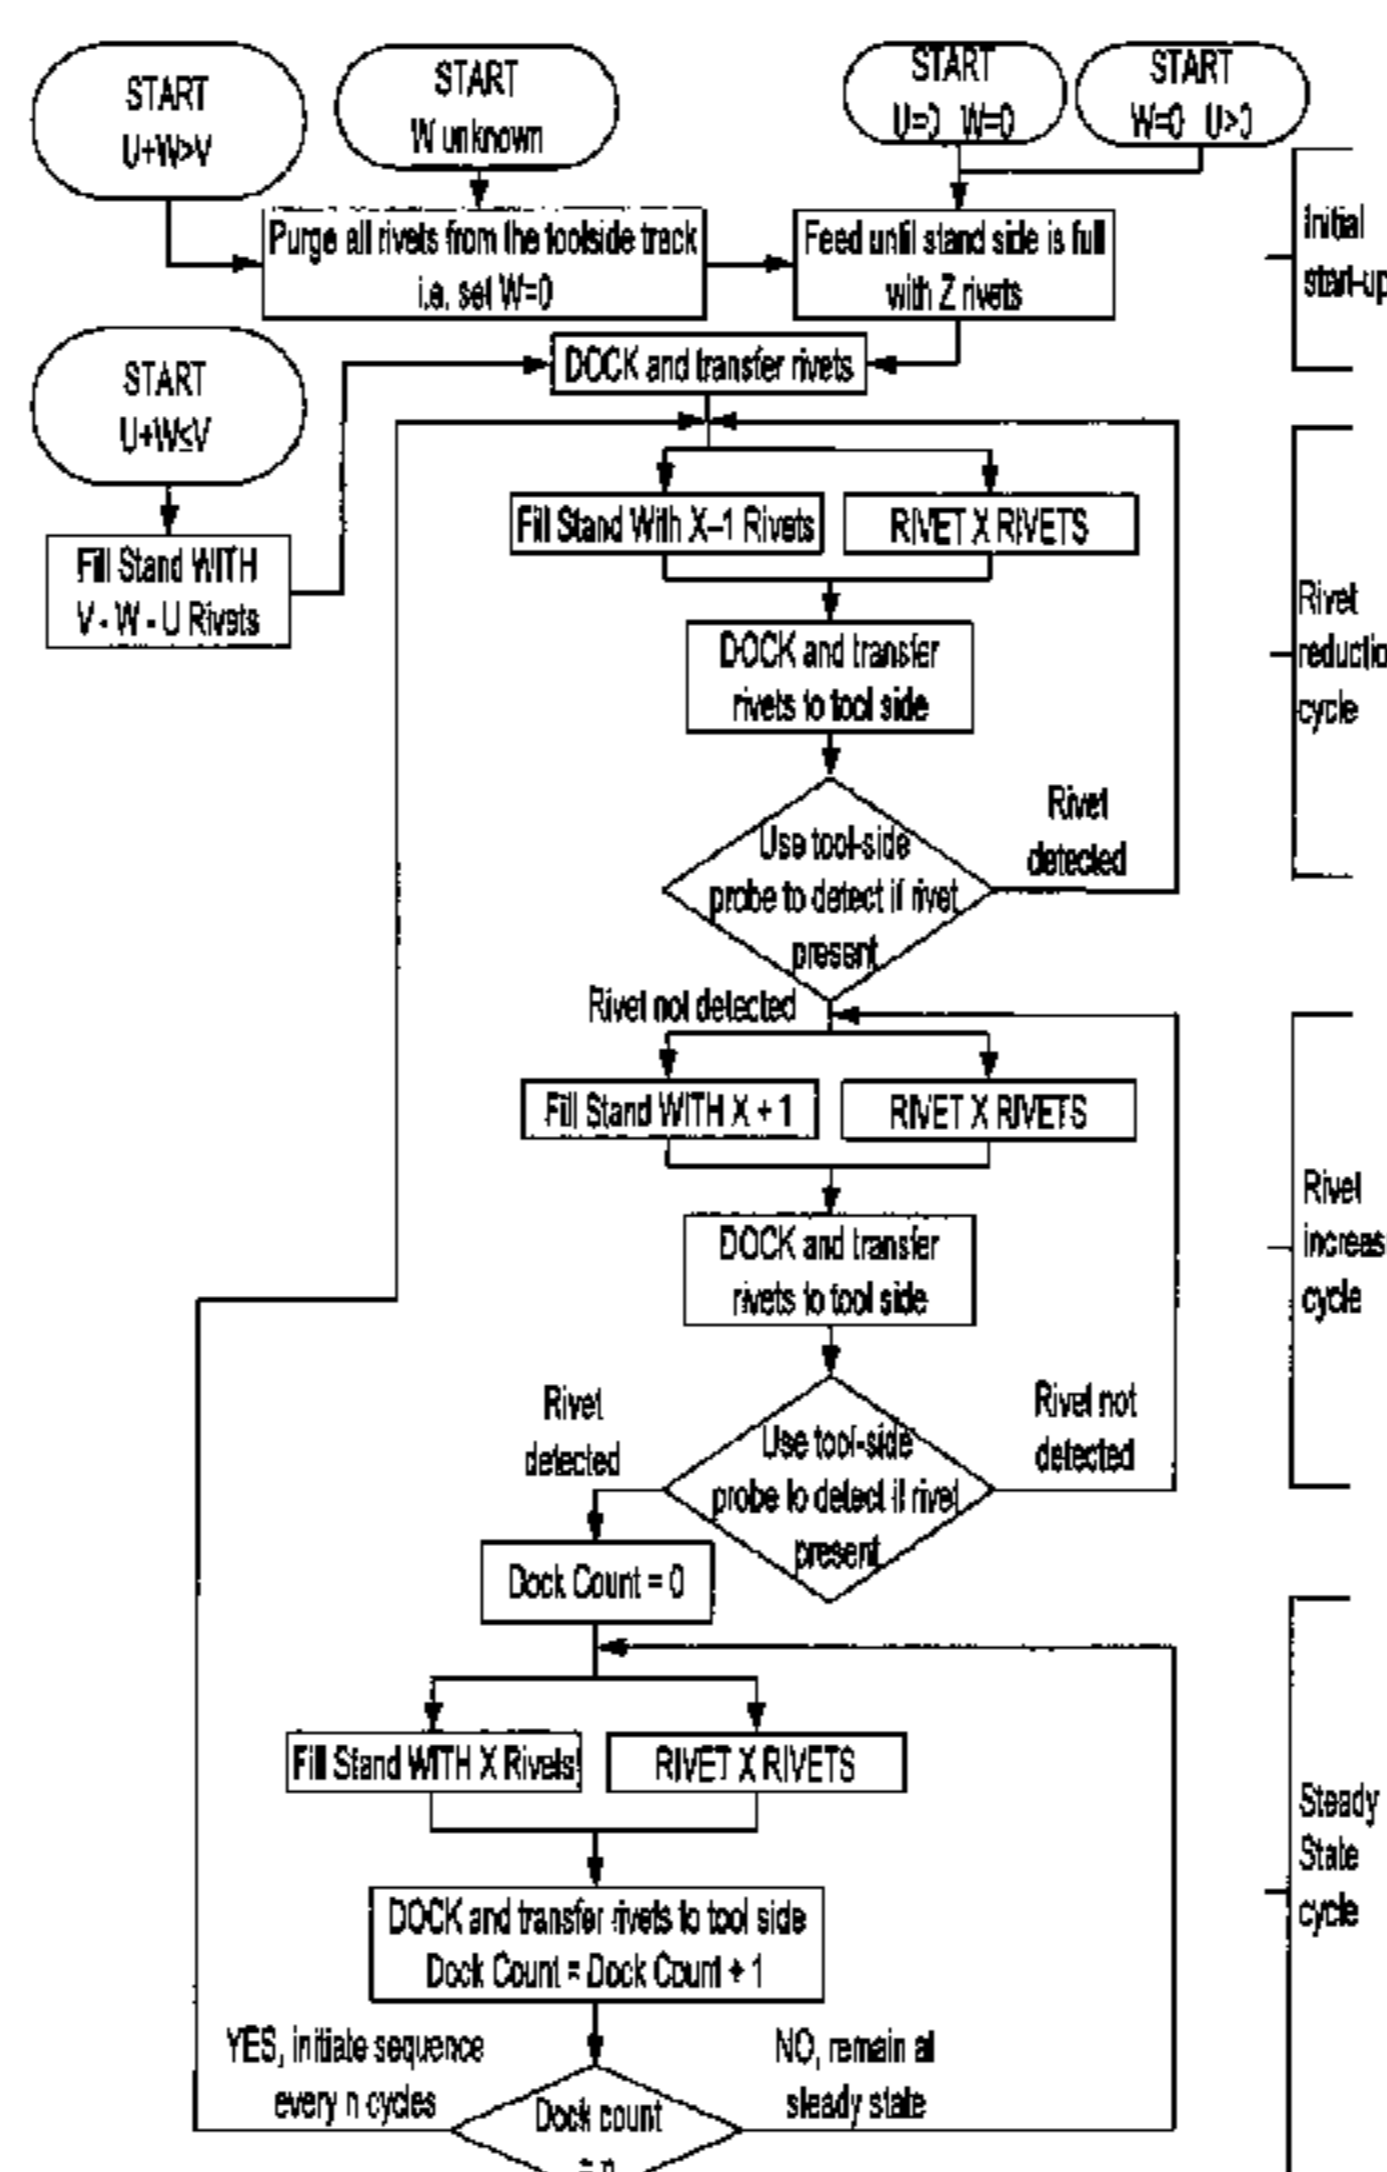 START
U+W>V
START
W unknown
START
U=0 W=0
START
W=0 U>0
Purge all rivets from the toolside track
i.e. set W=0
Feed until stand side is full
with Z rivets
Initial
start-up
START
U+W≤V
DOCK and transfer rivets
Fill Stand WITH
V - W - U Rivets
Fill Stand With X-1 Rivets
RIVET X RIVETS
DOCK and transfer
rivets to tool side
Rivet
reductio
cycle
Use tool-side
probe to detect if rivet
present
Rivet
detected
Rivet not detected
Fill Stand WITH X + 1
RIVET X RIVETS
DOCK and transfer
rivets to tool side
Rivet
increas
cycle
Use tool-side
probe to detect if rivet
present
Rivet
detected
Rivet not
detected
Dock Count = 0
Fill Stand WITH X Rivets
RIVET X RIVETS
DOCK and transfer rivets to tool side
Dock Count = Dock Count + 1
Steady
State
cycle
YES, initiate sequence
every n cycles
NO, remain at
steady state
Dock count
= n